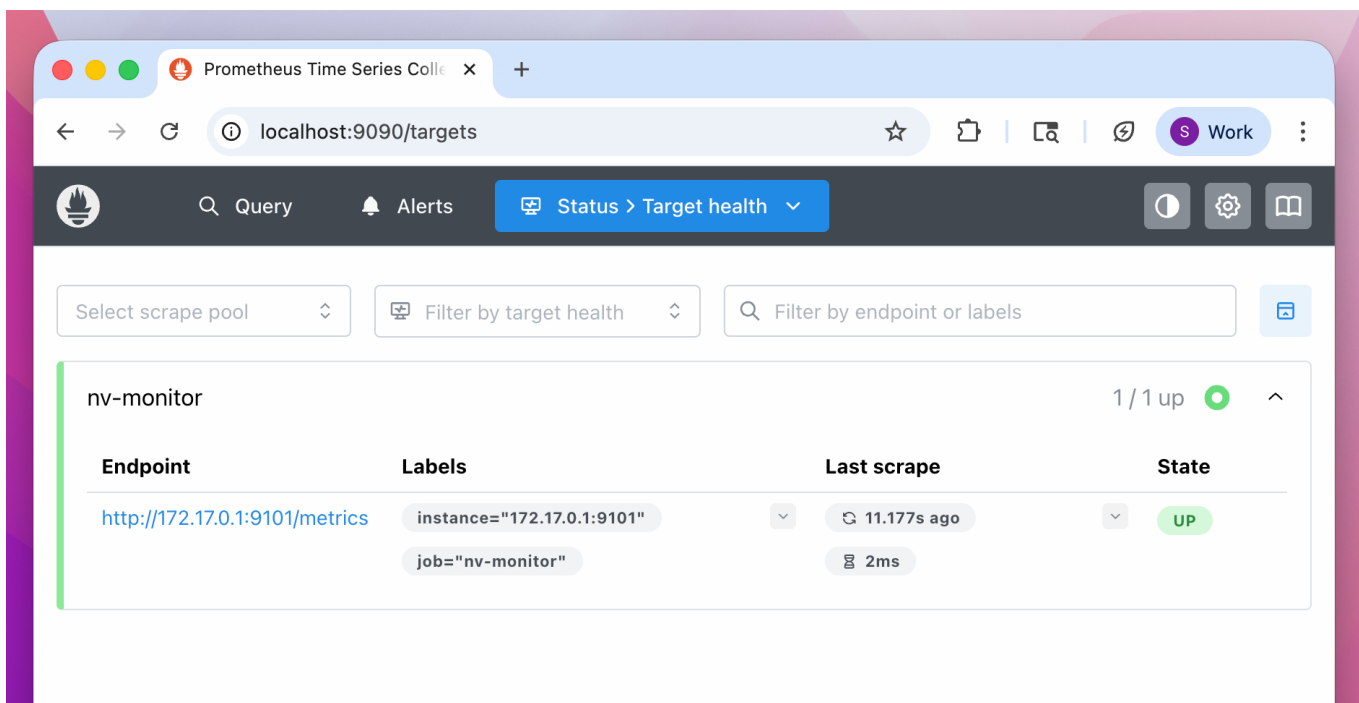 Prometheus Time Series Colle
localhost:9090/targets
S Work
Query Alerts Status > Target health
Select scrape pool Filter by target health Filter by endpoint or labels
nv-monitor 1 / 1 up
Endpoint Labels Last scrape State
http://172.17.0.1:9101/metrics instance="172.17.0.1:9101" 11.177s ago UP
job="nv-monitor" 2ms